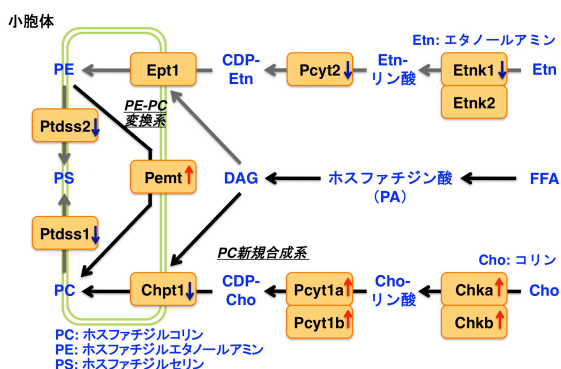 小胞体
Etn: エタノールアミン
PE
Ept1
CDP-
Etn
Pcyt2
Etn-
リン酸
Etnk1
Etn
Etnk2
PE-PC
変換系
Ptdss2
PS
Pemt
DAG
ホスファチジン酸
（PA）
FFA
Ptdss1
PC新規合成系
Cho: コリン
PC
Chpt1
CDP-
Cho
Pcyt1a
Pcyt1b
Cho-
リン酸
Chka
Cho
Chkb
PC: ホスファチジルコリン
PE: ホスファチジルエタノールアミン
PS: ホスファチジルセリン